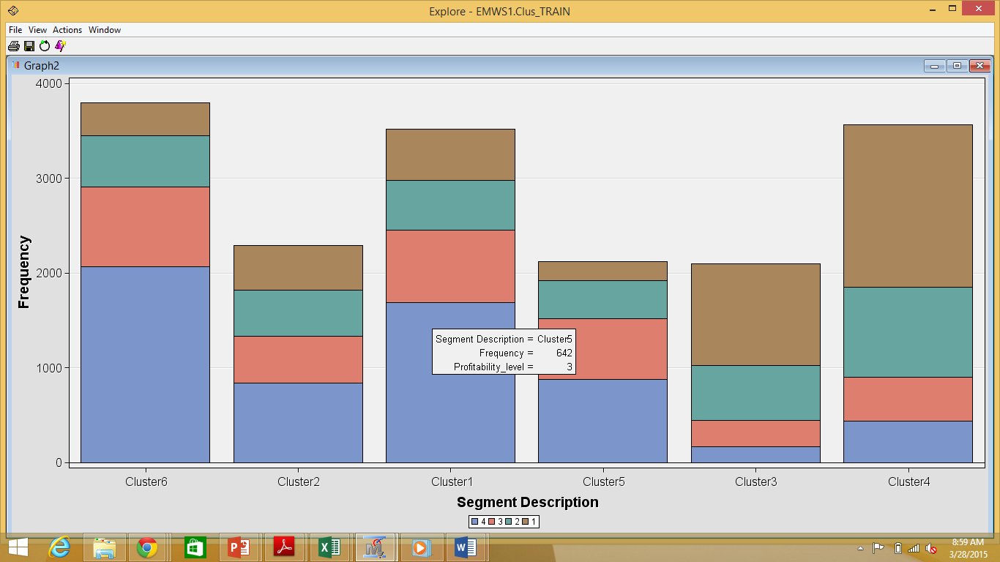 Explore - EMWS1.Clus_TRAIN
File View Actions Window
Graph2
4000
3000
2000
1000
0
Frequency
Segment Description = Cluster5
Frequency = 642
Profitability_level = 3
Cluster6 Cluster2 Cluster1 Cluster5 Cluster3 Cluster4
Segment Description
4 3 2 1
8:59 AM
3/28/2015